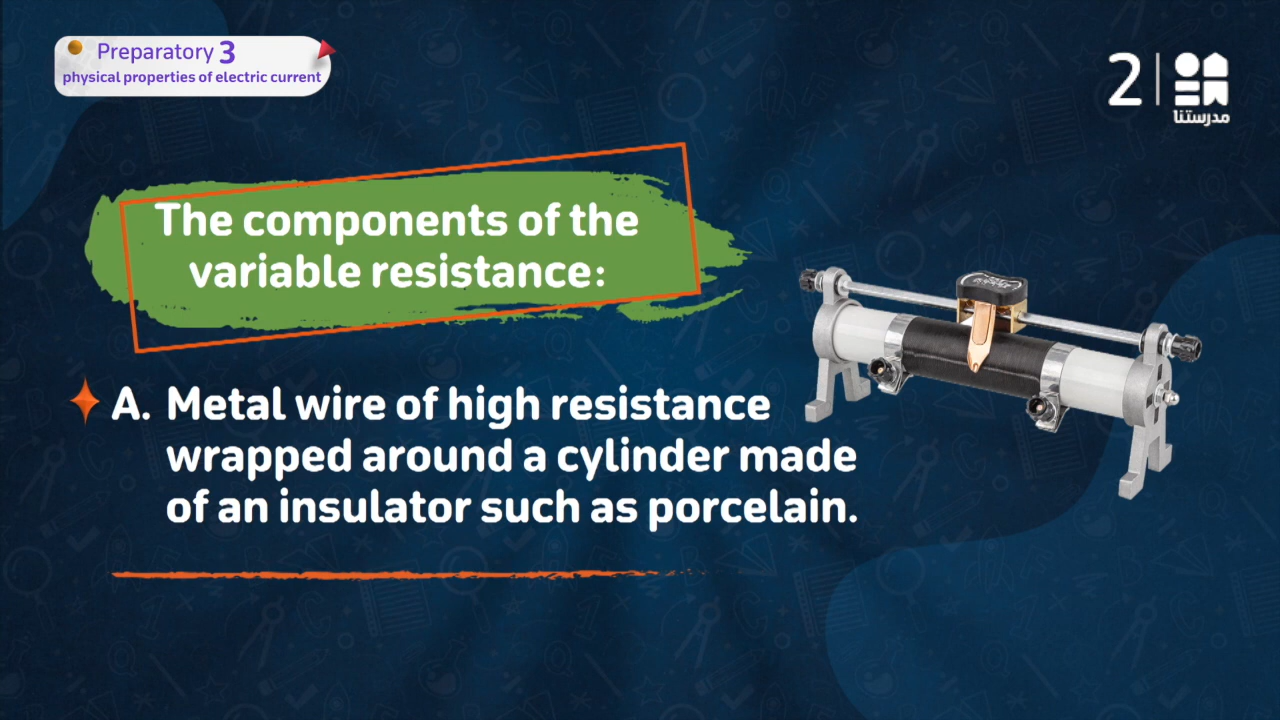 Preparatory 3
physical properties of electric current
2
مدرستنا
The components of the
variable resistance:
A. Metal wire of high resistance
wrapped around a cylinder made
of an insulator such as porcelain.